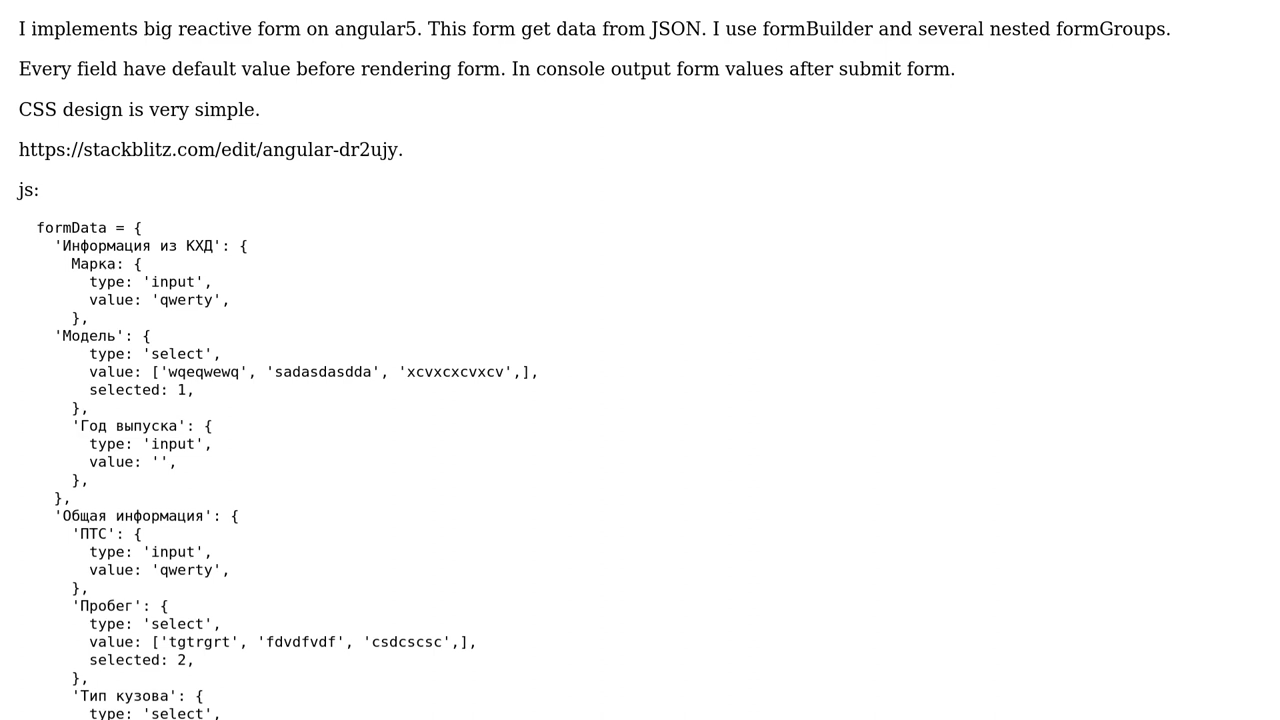 I implements big reactive form on angular5. This form get data from JSON. I use formBuilder and several nested formGroups.
Every field have default value before rendering form. In console output form values after submit form.
CSS design is very simple.
https://stackblitz.com/edit/angular-dr2ujy.
js:
formData = {
'Информация из КХД': {
Марка: {
type: 'input',
value: 'qwerty',
},
'Модель': {
type: 'select',
value: ['wqeqwewq', 'sadasdasdda', 'xcvxcxcvxcv',],
selected: 1,
},
'Год выпуска': {
type: 'input',
value: '',
},
},
'Общая информация': {
'ПТС': {
type: 'input',
value: 'qwerty',
},
'Пробег': {
type: 'select',
value: ['tgtrgrt', 'fdvdfvdf', 'csdcscsc',],
selected: 2,
},
'Тип кузова': {
type: 'select',